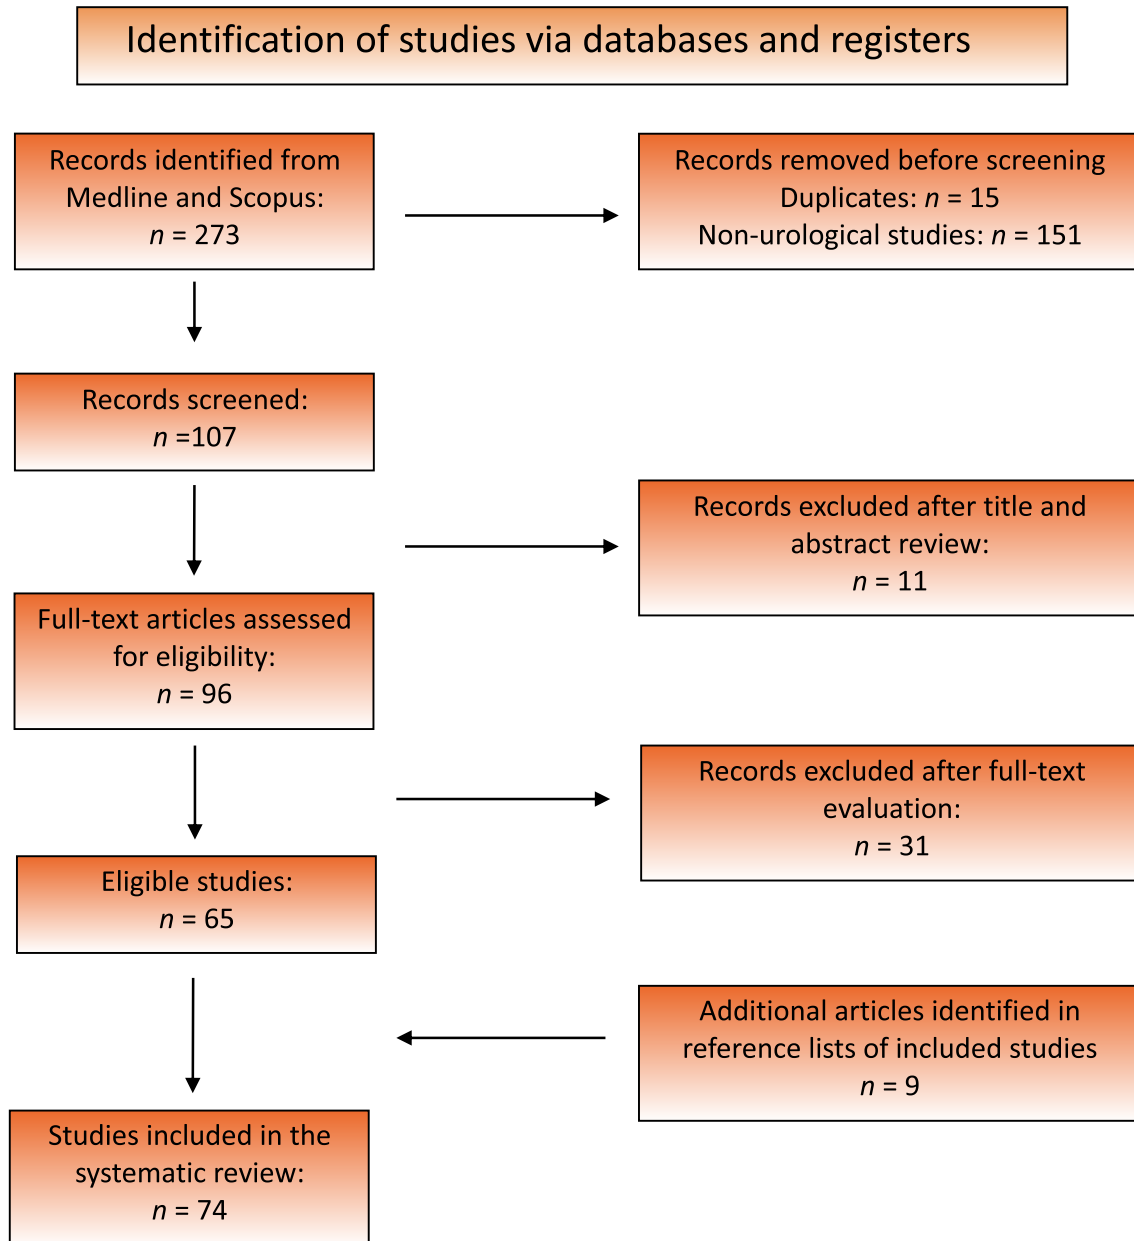 Identification of studies via databases and registers
Records identified from
Medline and Scopus:
n = 273
Records removed before screening
Duplicates: n = 15
Non-urological studies: n = 151
Records screened:
n =107
Records excluded after title and
abstract review:
n = 11
Full-text articles assessed
for eligibility:
n = 96
Records excluded after full-text
evaluation:
n = 31
Eligible studies:
n = 65
Additional articles identified in
reference lists of included studies
n = 9
Studies included in the
systematic review:
n = 74